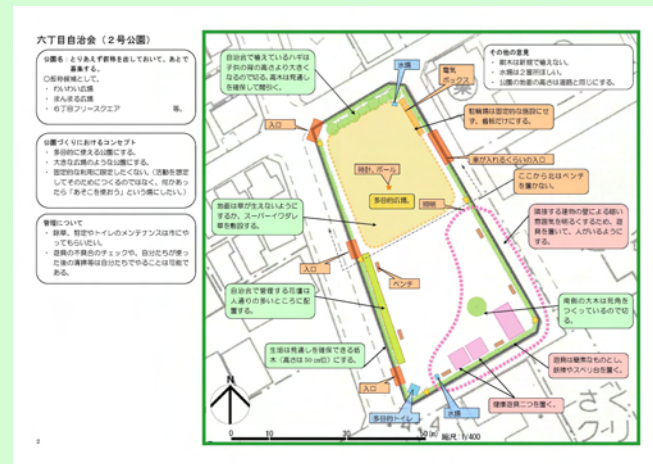 六丁目自治会（２号公園）
公園名：とりあえず仮称を出しておいて、あとで
募集する。
○仮称候補として、
・ わいわい広場
・ まんまる広場
・ ６丁目フリースクエア　　　等。
公園づくりにおけるコンセプト
・ 多目的に使える公園にする。
・ 大きな広場のような公園にする。
・ 固定的な利用に限定したくない。（活動を想定
してそのためにつくるのではなく、何かあっ
たら「あそこを使おう」という場にしたい。）
管理について
・ 除草、剪定やトイレのメンテナンスは市にや
ってもらいたい。
・ 遊具の不具合のチェックや、自分たちが使っ
た後の清掃等は自分たちでやることは可能で
ある。
自治会で植えているハギは
子供の背の高さより大きく
なるので切る。高木は見通し
を確保して間引く。
水場
電気
ボックス
その他の意見
・ 樹木は新規で植えない。
・ 水場は２箇所ほしい。
・ 公園の地面の高さは道路と同じにする。
駐輪場は固定的な施設にせ
ず、看板だけにする。
入口
車が入れるくらいの入口
時計、ポール
ここから北はベンチ
を置かない。
多目的広場。
照明
地面は草が生えないように
するか、スーパーイワダレ
草を敷設する。
隣接する建物の壁による暗い
雰囲気を明るくするため、遊
具を置いて、人がいるように
する。
入口
ベンチ
自治会で管理する花壇は
人通りの多いところに配
置する。
南側の大木は死角を
つくっているので切
る。
生垣は見通しを確保できる低
木（高さは50㎝位）にする。
遊具は簡素なものとし、
鉄棒やスベリ台を置く。
入口
健康遊具二つを置く。
多目的トイレ
水場
N
0 10 30 50(m)
縮尺：1/400
さく
クリ
2